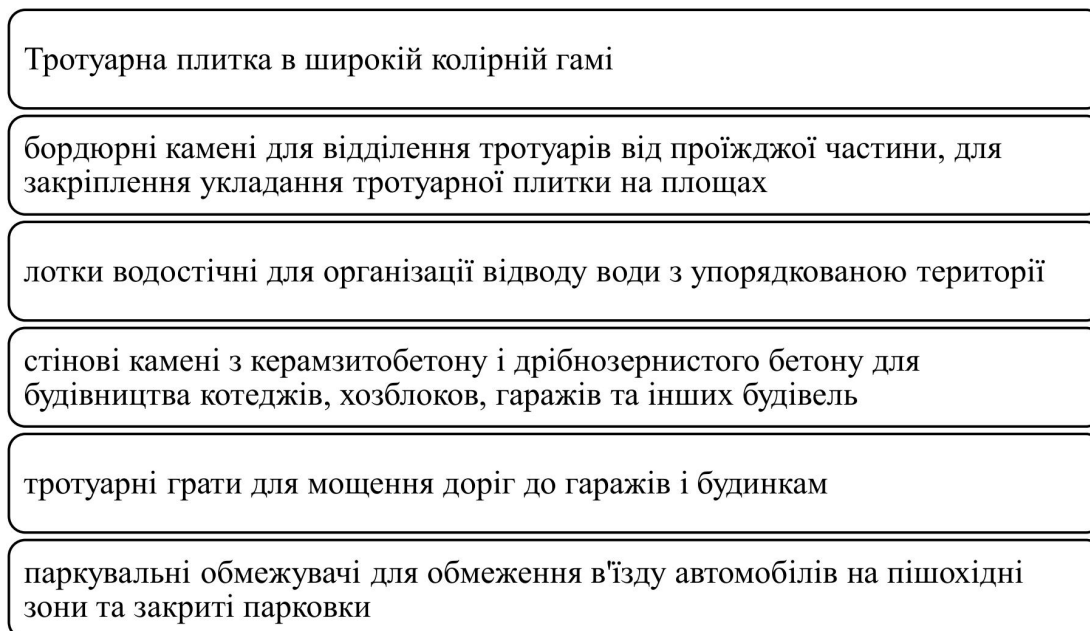 Тротуарна плитка в широкій колірній гамі
бордюрні камені для відділення тротуарів від проїжджої частини, для
закріплення укладання тротуарної плитки на площах
лотки водостічні для організації відводу води з упорядкованою території
стінові камені з керамзитобетону і дрібнозернистого бетону для
будівництва котеджів, хозблоков, гаражів та інших будівель
тротуарні грати для мощення доріг до гаражів і будинкам
паркувальні обмежувачі для обмеження в'їзду автомобілів на пішохідні
зони та закриті парковки